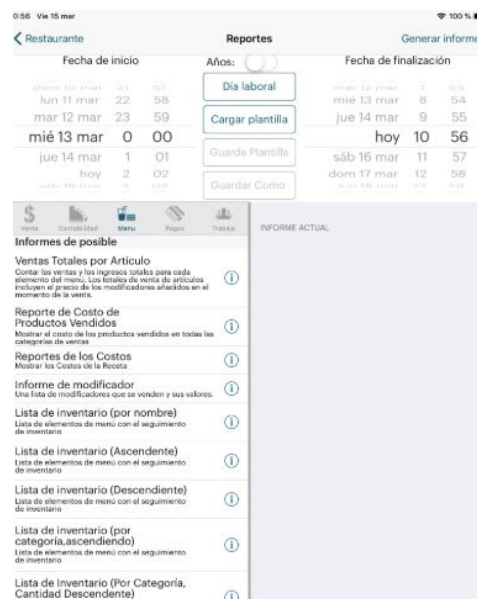 0:56 Vie 15 mar
100 %
Restaurante
Reportes
Generar informe
Fecha de inicio
Años:
Fecha de finalización
dom 10 mar 21 57
lun 11 mar 22 58
mar 12 mar 23 59
mié 13 mar 0 00
jue 14 mar 1 01
hoy 2 02
Día laboral
Cargar plantilla
Guarda Plantilla
Guardar Como
mar 12 mar 7 53
mié 13 mar 8 54
jue 14 mar 9 55
hoy 10 56
sáb 16 mar 11 57
dom 17 mar 12 58
Venta
Contabilidad
Menu
Pagos
Trabajo
INFORME ACTUAL
Informes de posible
Ventas Totales por Artículo
Contar las ventas y los ingresos totales para cada
elemento del menú. Los totales de venta de artículos
incluyen el precio de los modificadores añadidos en el
momento de la venta.
Reporte de Costo de
Productos Vendidos
Mostrar el costo de los productos vendidos en todas las
categorías de ventas
Reportes de los Costos
Mostrar los Costos de la Receta
Informe de modificador
Una lista de modificadores que se venden y sus valores.
Lista de inventario (por nombre)
Lista de elementos de menú con el seguimiento
de inventario
Lista de inventario (Ascendente)
Lista de elementos de menú con el seguimiento
de inventario
Lista de inventario (Descendiente)
Lista de elementos de menú con el seguimiento
de inventario
Lista de inventario (por
categoría,ascendiendo)
Lista de elementos de menú con el seguimiento
de inventario
Lista de Inventario (Por Categoría,
Cantidad Descendente)